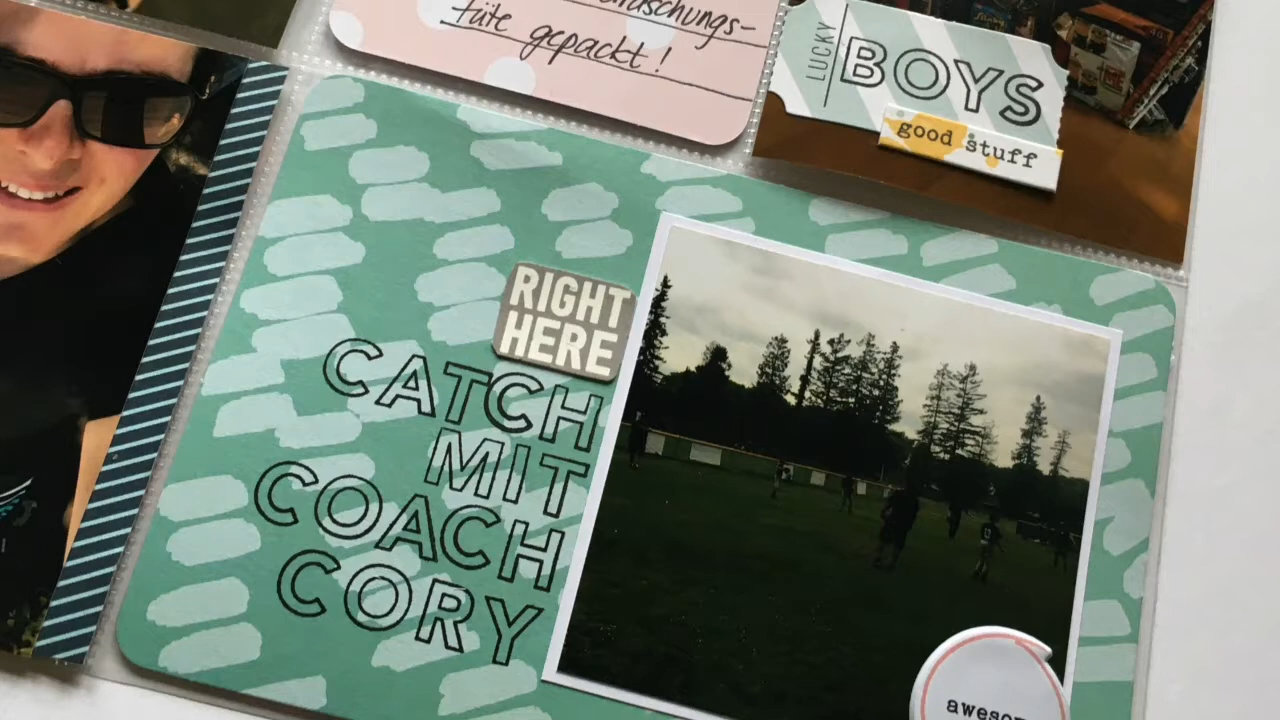 tüte gepackt!
LUCKY
BOYS
good stuff
RIGHT
HERE
CATCH
MIT
COACH
CORY